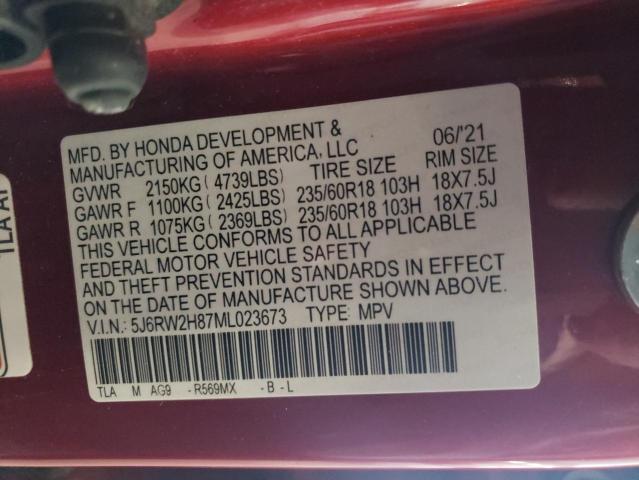 MFD. BY HONDA DEVELOPMENT & 06/'21
MANUFACTURING OF AMERICA, LLC
TIRE SIZE RIM SIZE
GVWR 2150KG ( 4739LBS)
GAWR F 1100KG ( 2425LBS) 235/60R18 103H 18X7.5J
GAWR R 1075KG ( 2369LBS) 235/60R18 103H 18X7.5J
THIS VEHICLE CONFORMS TO ALL APPLICABLE
FEDERAL MOTOR VEHICLE SAFETY
AND THEFT PREVENTION STANDARDS IN EFFECT
ON THE DATE OF MANUFACTURE SHOWN ABOVE.
V.I.N.: 5J6RW2H87ML023673 TYPE: MPV
TLA M AG9 - R569MX - B - L
TLA